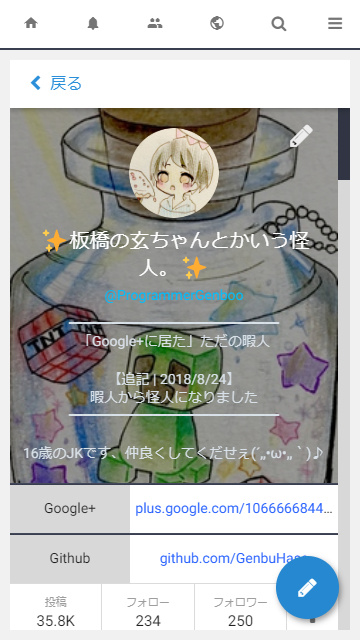 戻る
✨板橋の玄ちゃんとかいう怪
人。✨
「Google+に居た」ただの暇人
【追記 | 2018/8/24】
暇人から怪人になりました
16歳のJKです、仲良くしてくだせぇ(´,,•ω•,,｀)♪
TNT
Google+ plus.google.com/1066666844...
Github github.com/GenbuHase
投稿 フォロー フォロワー
35.8K 234 250